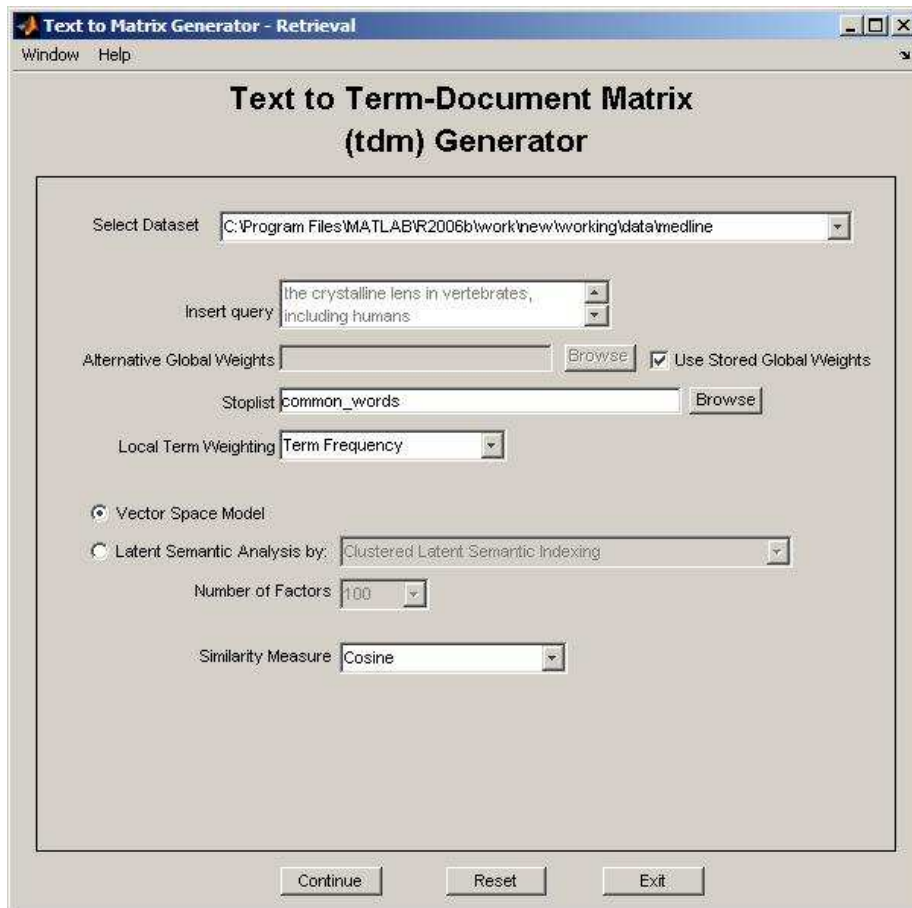 Text to Matrix Generator - Retrieval
Window Help
Text to Term-Document Matrix
(tdm) Generator
Select Dataset C:\Program Files\MATLAB\R2006b\work\new\working\data\medline
Insert query the crystalline lens in vertebrates,
including humans
Alternative Global Weights Browse Use Stored Global Weights
Stoplist common_words Browse
Local Term Weighting Term Frequency
Vector Space Model
Latent Semantic Analysis by: Clustered Latent Semantic Indexing
Number of Factors 100
Similarity Measure Cosine
Continue Reset Exit